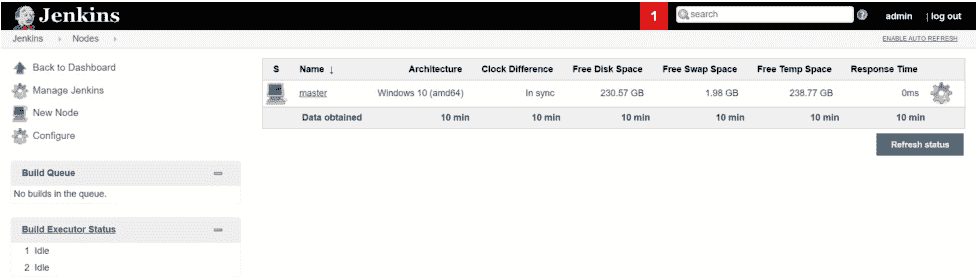 Jenkins 1 search admin | log out
Jenkins Nodes ENABLE AUTO REFRESH
Back to Dashboard
Manage Jenkins
New Node
Configure
Build Queue
No builds in the queue.
Build Executor Status
1 Idle
2 Idle
S Name ↓ Architecture Clock Difference Free Disk Space Free Swap Space Free Temp Space Response Time
master Windows 10 (amd64) In sync 230.57 GB 1.98 GB 238.77 GB 0ms
Data obtained 10 min 10 min 10 min 10 min 10 min 10 min
Refresh status